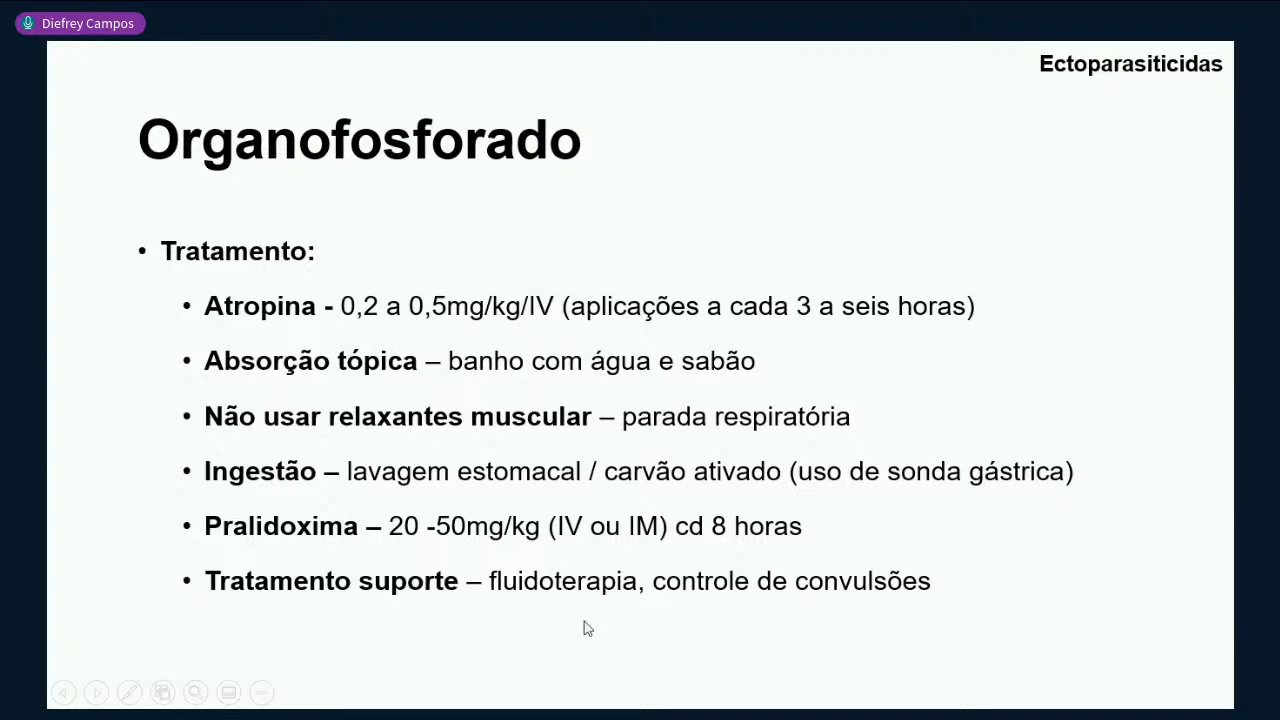 Diefrey Campos
Ectoparasiticidas
Organofosforado
• Tratamento:
• Atropina - 0,2 a 0,5mg/kg/IV (aplicações a cada 3 a seis horas)
• Absorção tópica – banho com água e sabão
• Não usar relaxantes muscular – parada respiratória
• Ingestão – lavagem estomacal / carvão ativado (uso de sonda gástrica)
• Pralidoxima – 20 -50mg/kg (IV ou IM) cd 8 horas
• Tratamento suporte – fluidoterapia, controle de convulsões